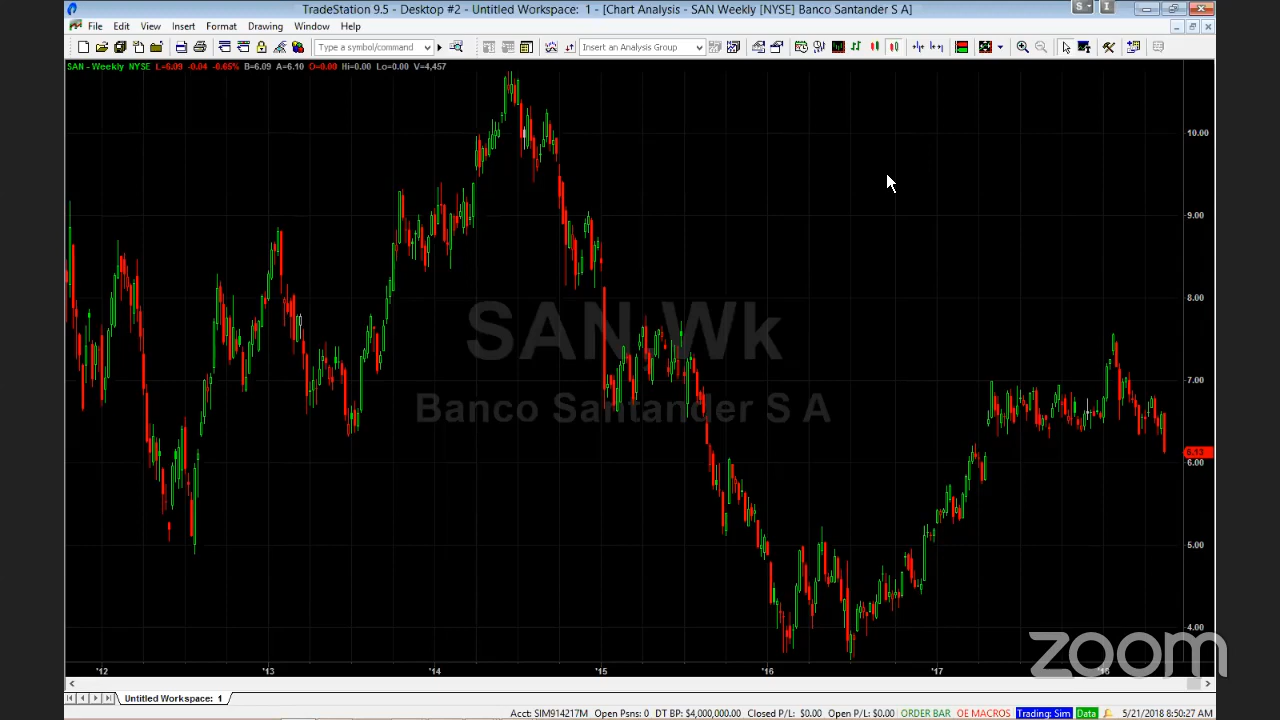 TradeStation 9.5 - Desktop #2 - Untitled Workspace: 1 - [Chart Analysis - SAN Weekly [NYSE] Banco Santander S A]
S
File Edit View Insert Format Drawing Window Help
Type a symbol/command
Insert an Analysis Group
SAN - Weekly NYSE L=6.09 -0.04 -0.65% B=6.09 A=6.10 O=0.00 Hi=0.00 Lo=0.00 V=4,457
10.00
9.00
8.00
SAN Wk
7.00
Banco Santander S A
6.13
6.00
5.00
4.00
zoom
'12 '13 '14 '15 '16 '17 '18
Untitled Workspace: 1
Acct: SIM914217M Open Psns: 0 DT BP: $4,000,000.00 Closed P/L: $0.00 Open P/L: $0.00 ORDER BAR OE MACROS Trading: Sim Data 5/21/2018 8:50:27 AM